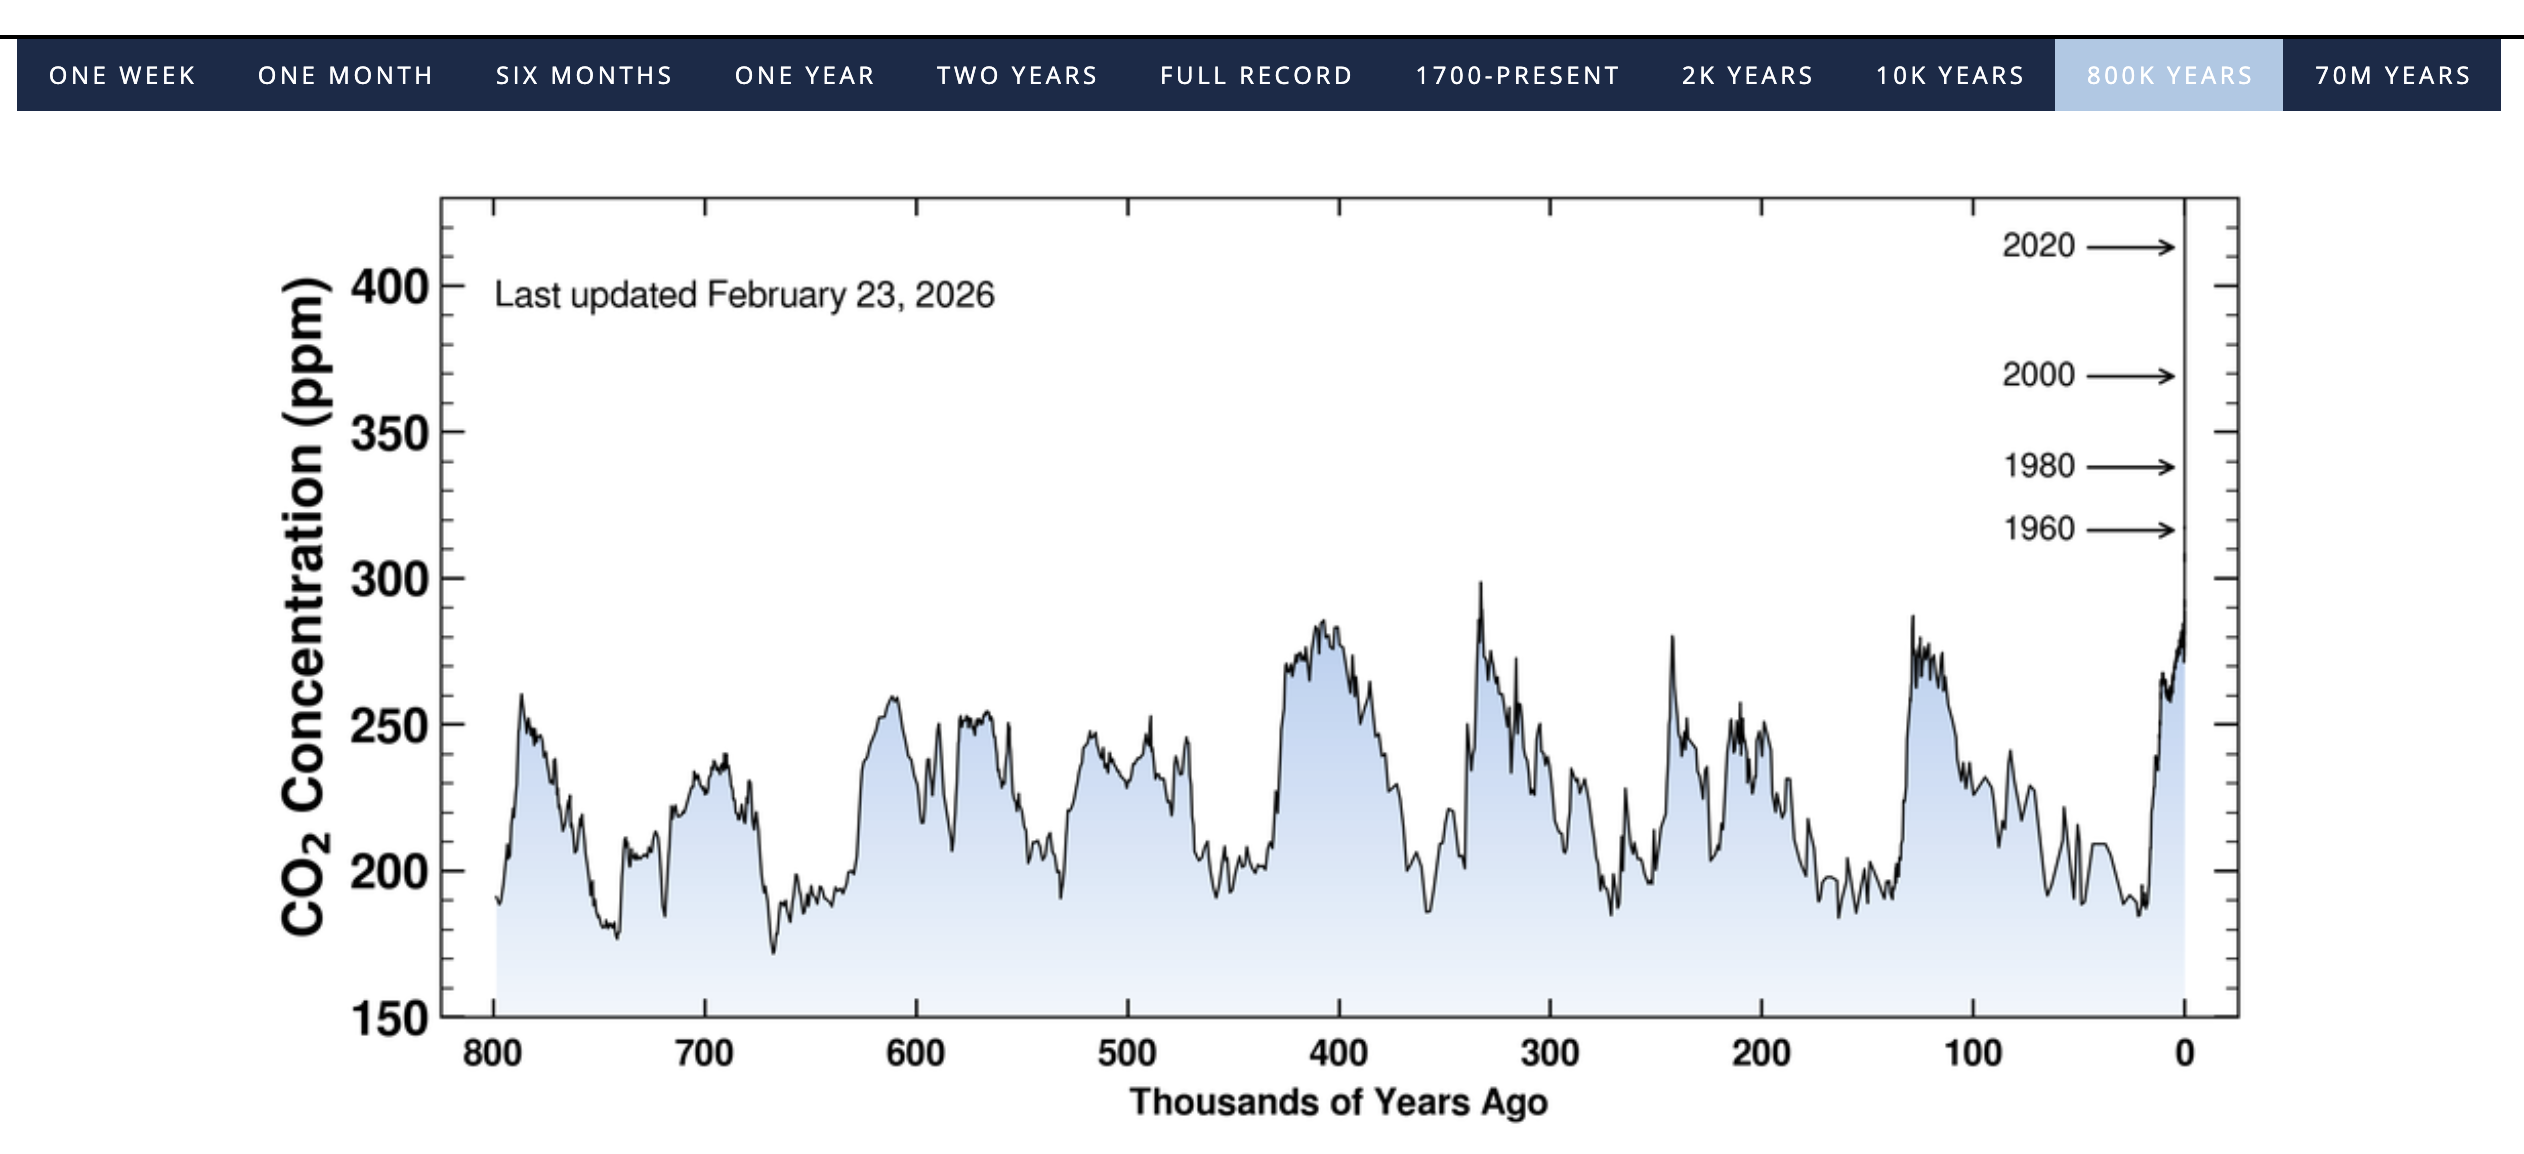 ONE WEEK ONE MONTH SIX MONTHS ONE YEAR TWO YEARS FULL RECORD 1700-PRESENT 2K YEARS 10K YEARS 800K YEARS 70M YEARS
CO₂ Concentration (ppm)
400
350
300
250
200
150
Last updated February 23, 2026
2020
2000
1980
1960
800 700 600 500 400 300 200 100 0
Thousands of Years Ago